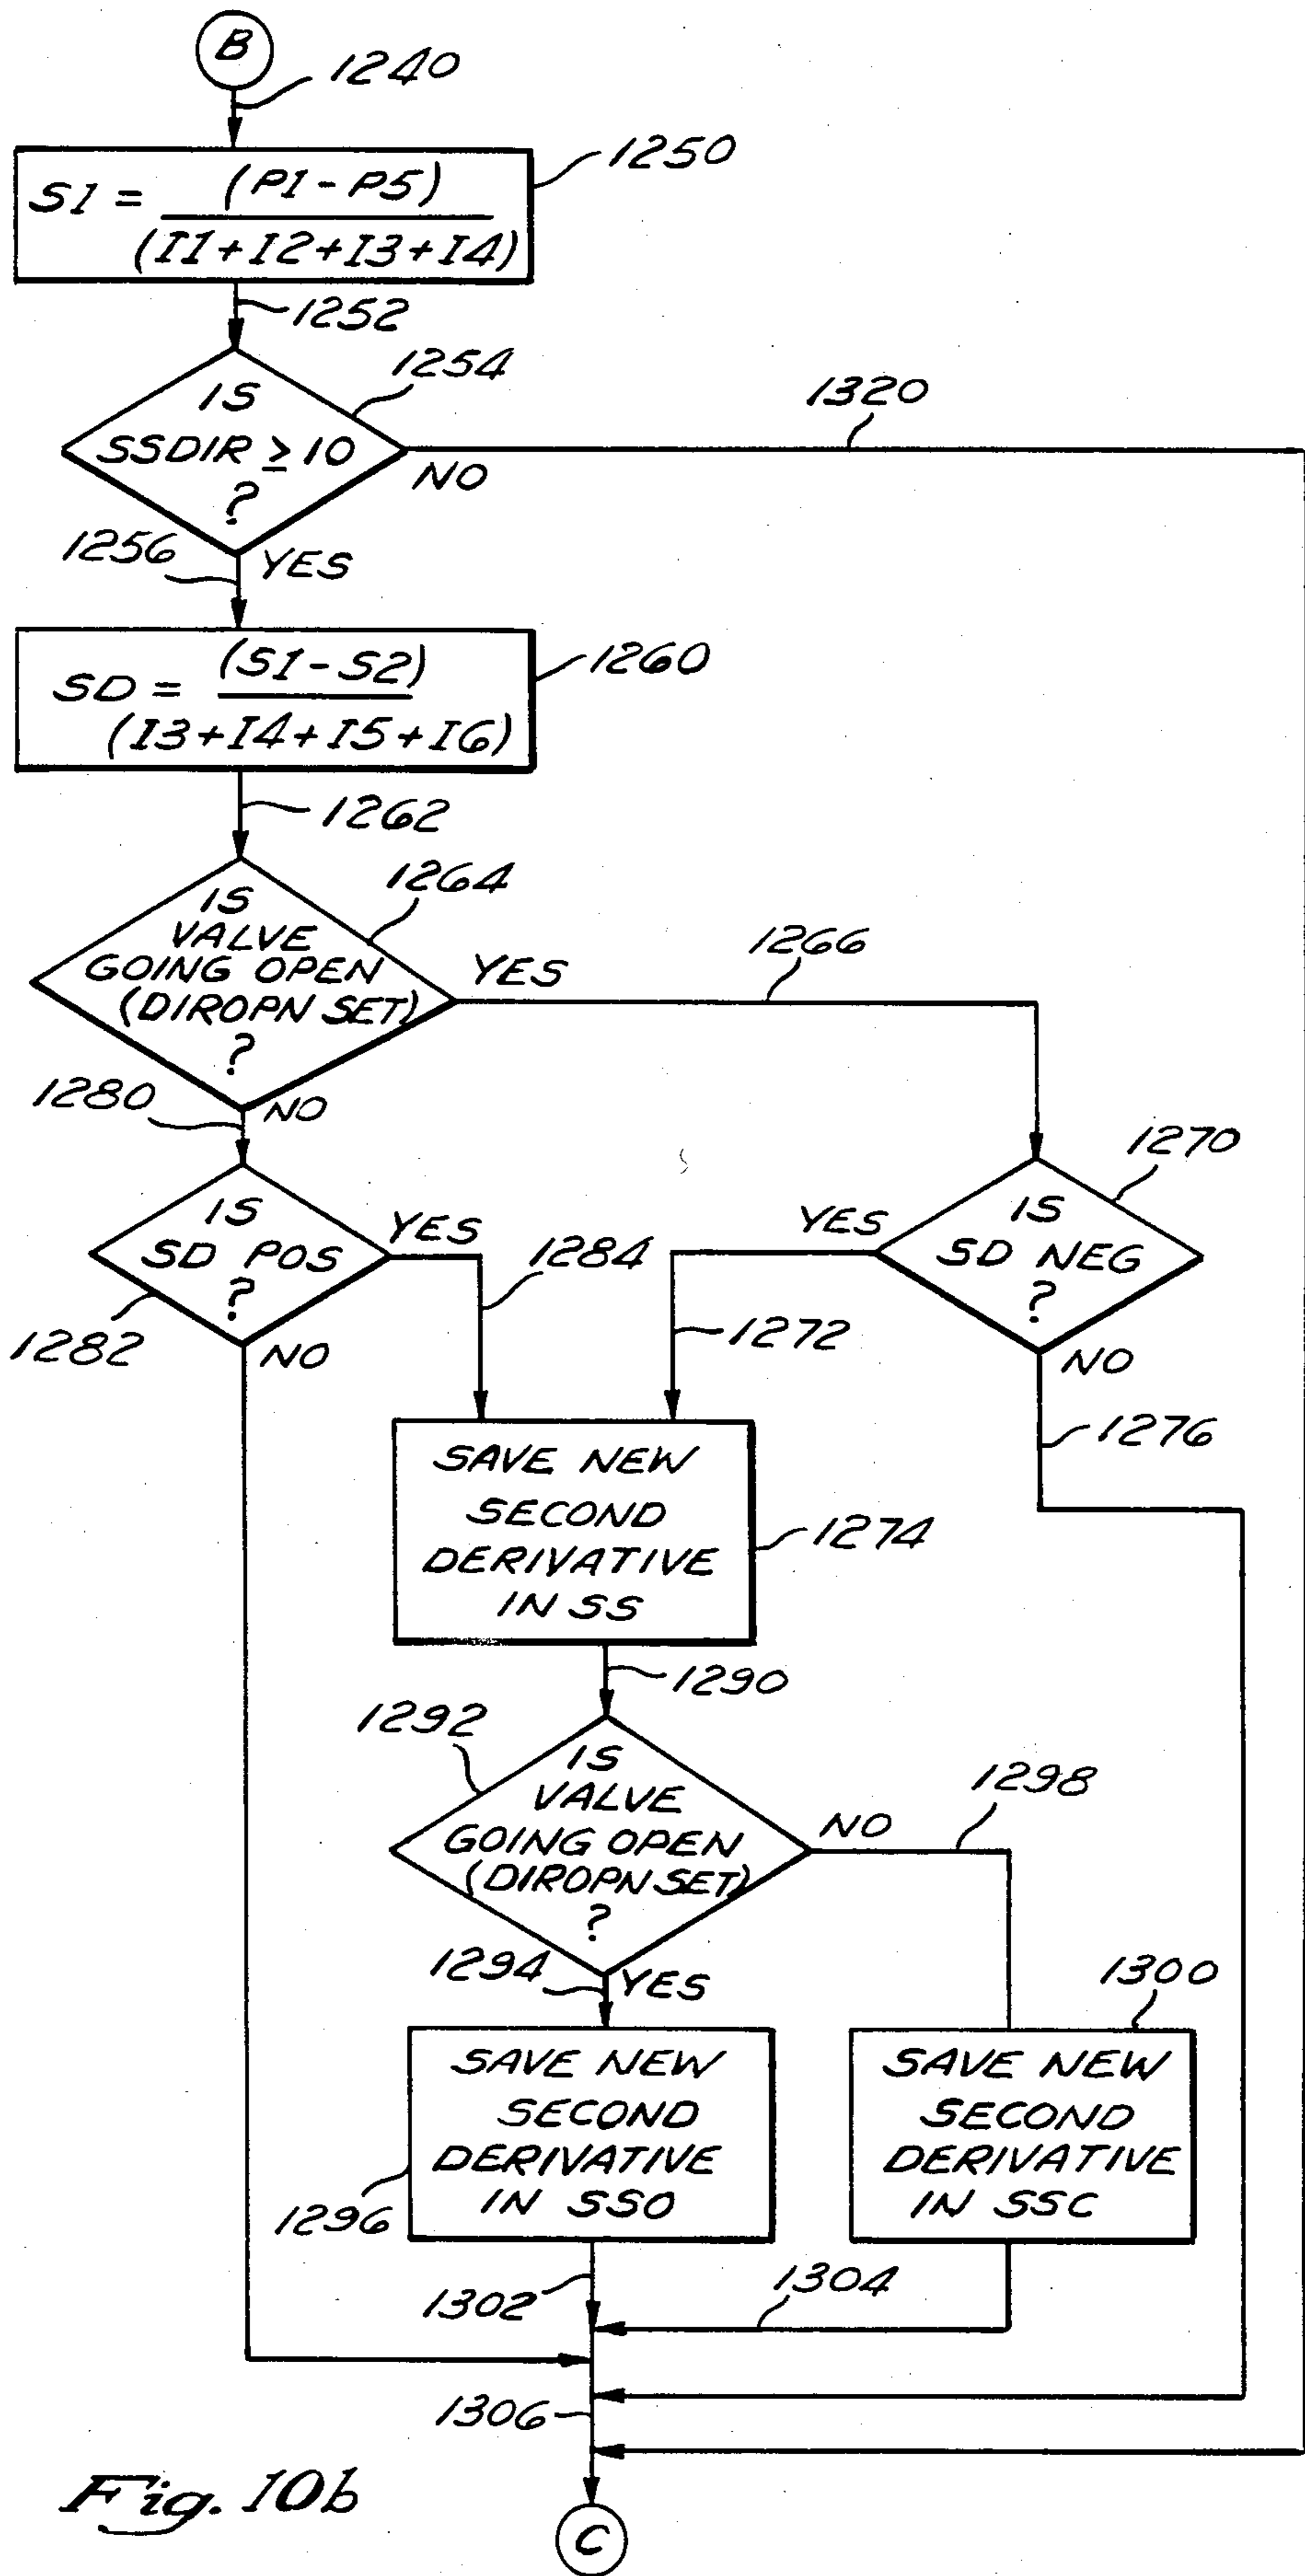 B
1240
S1 = (P1 - P5)
(I1+I2+I3+I4)
1250
1252
1254
IS
SSDIR ≥ 10
?
NO
1320
1256
YES
SD = (S1 - S2)
(I3+I4+I5+I6)
1260
1262
1264
IS
VALVE
GOING OPEN
(DIROPN SET)
?
YES
1266
1280
NO
IS
SD POS
?
YES
1284
1282
NO
1270
IS
SD NEG
?
YES
1272
NO
1276
SAVE NEW
SECOND
DERIVATIVE
IN SS
1274
1290
1292
IS
VALVE
GOING OPEN
(DIROPN SET)
?
NO
1298
1294
YES
SAVE NEW
SECOND
DERIVATIVE
IN SSO
1296
1300
SAVE NEW
SECOND
DERIVATIVE
IN SSC
1302
1304
1306
Fig. 10b
C